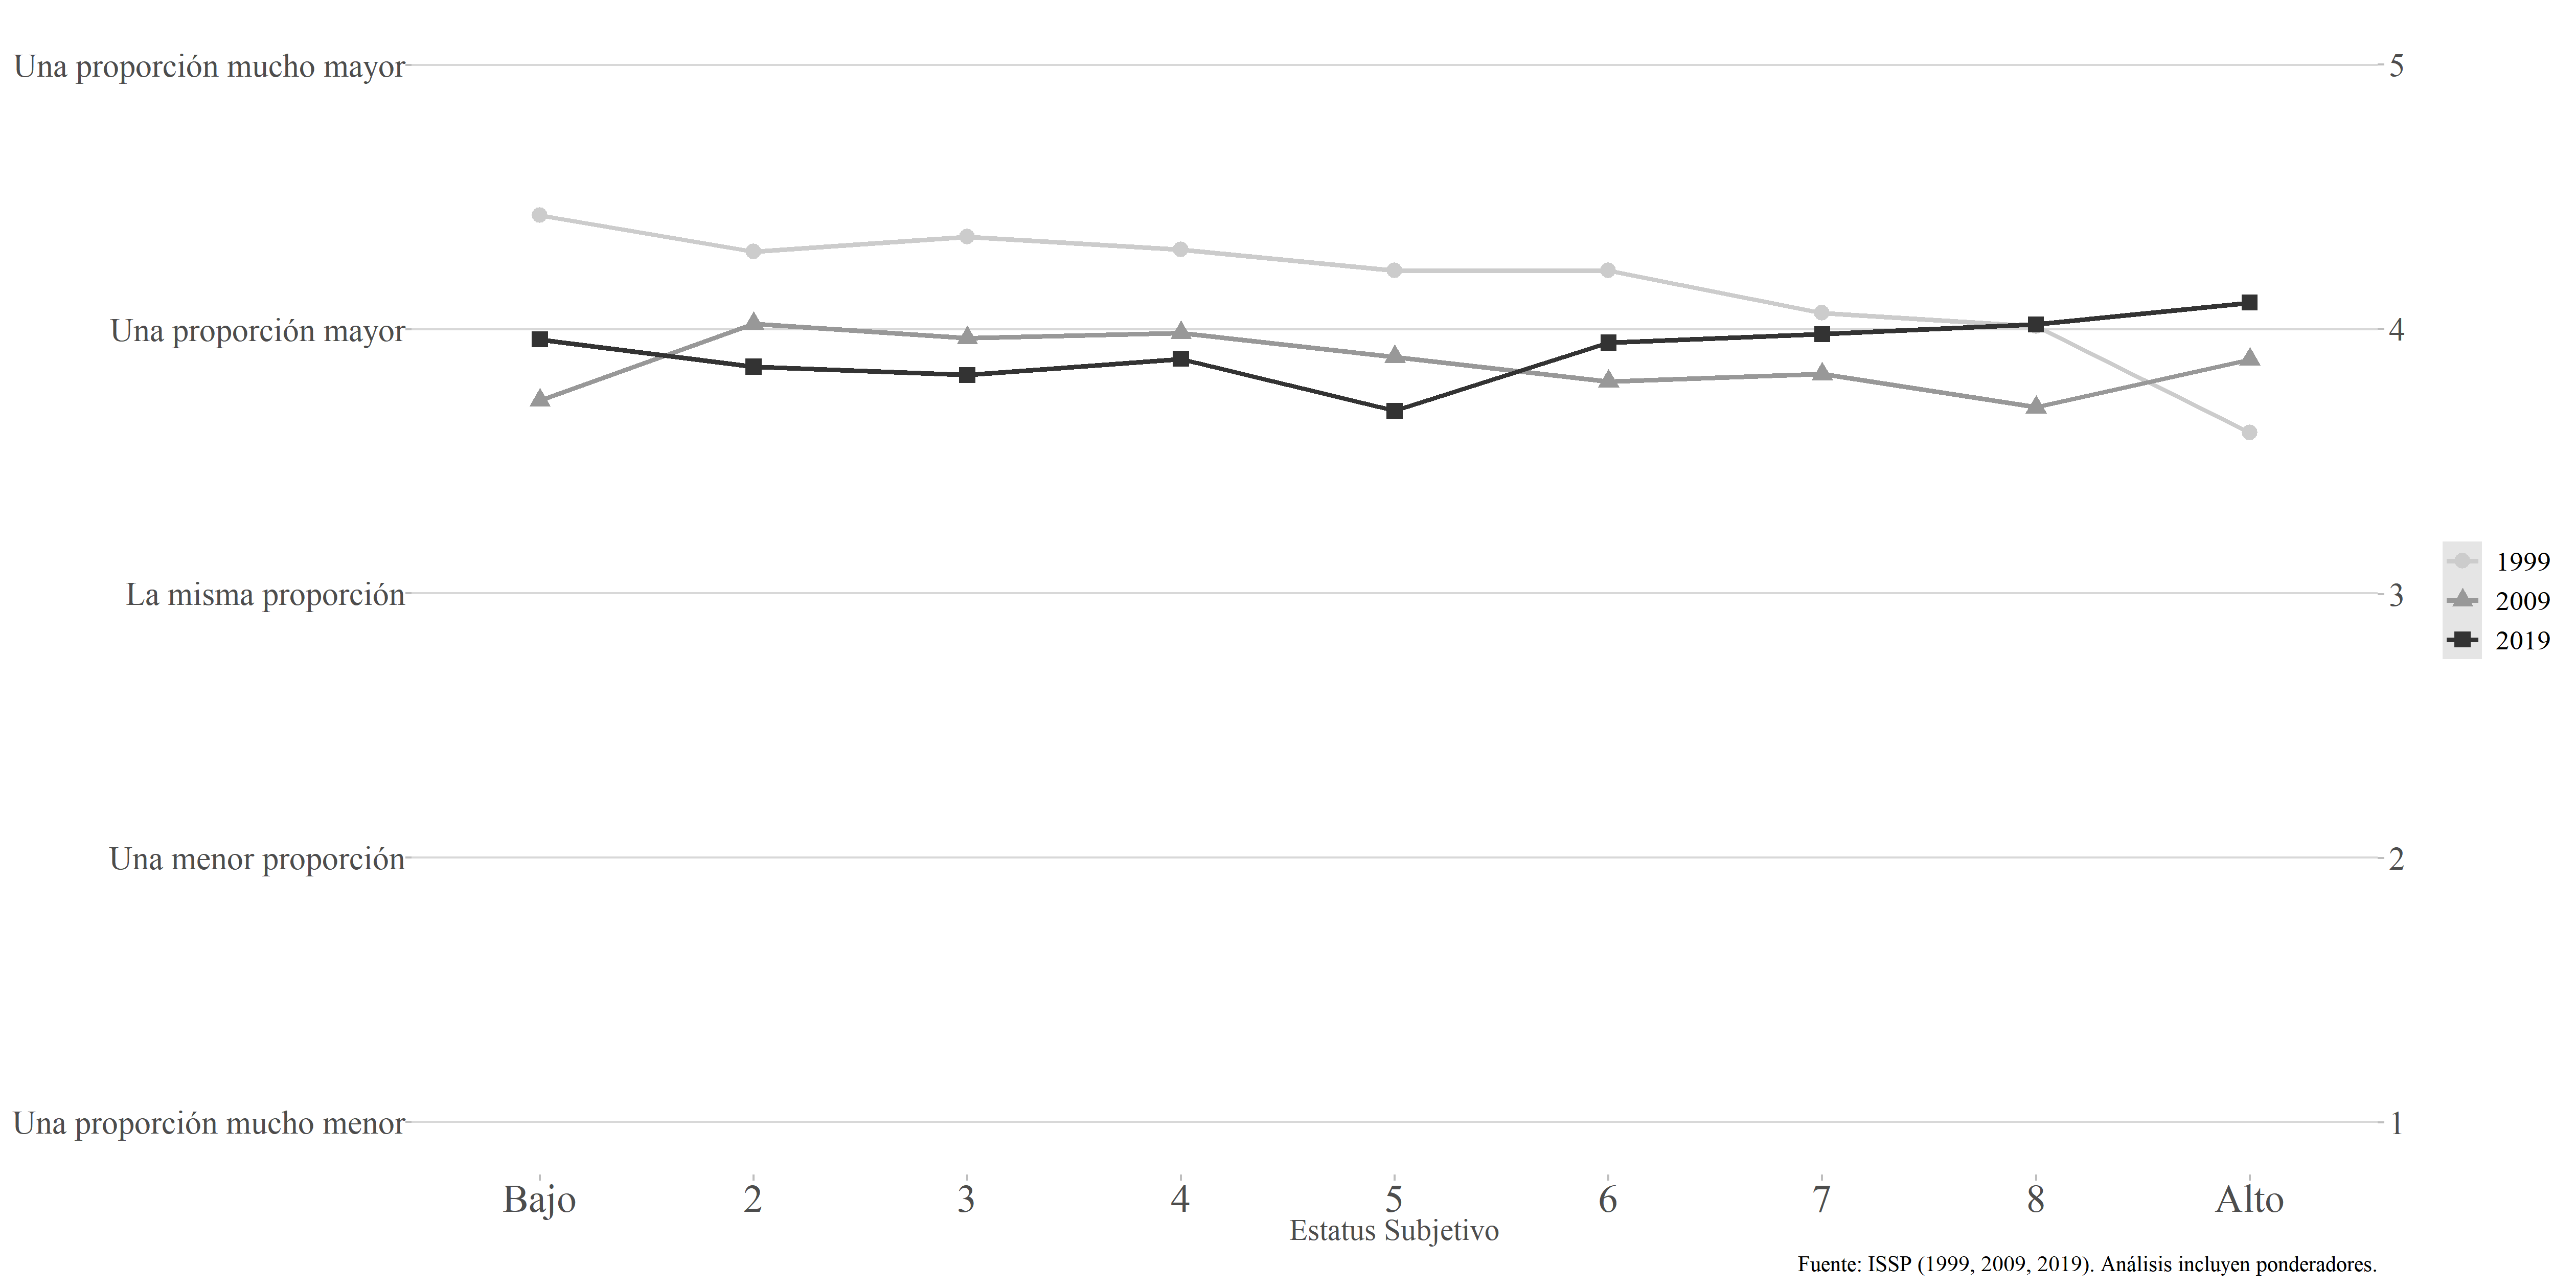 Una proporción mucho mayor
5
Una proporción mayor
4
La misma proporción
3
Una menor proporción
2
Una proporción mucho menor
1
1999
2009
2019
Bajo 2 3 4 5 6 7 8 Alto
Estatus Subjetivo
Fuente: ISSP (1999, 2009, 2019). Análisis incluyen ponderadores.